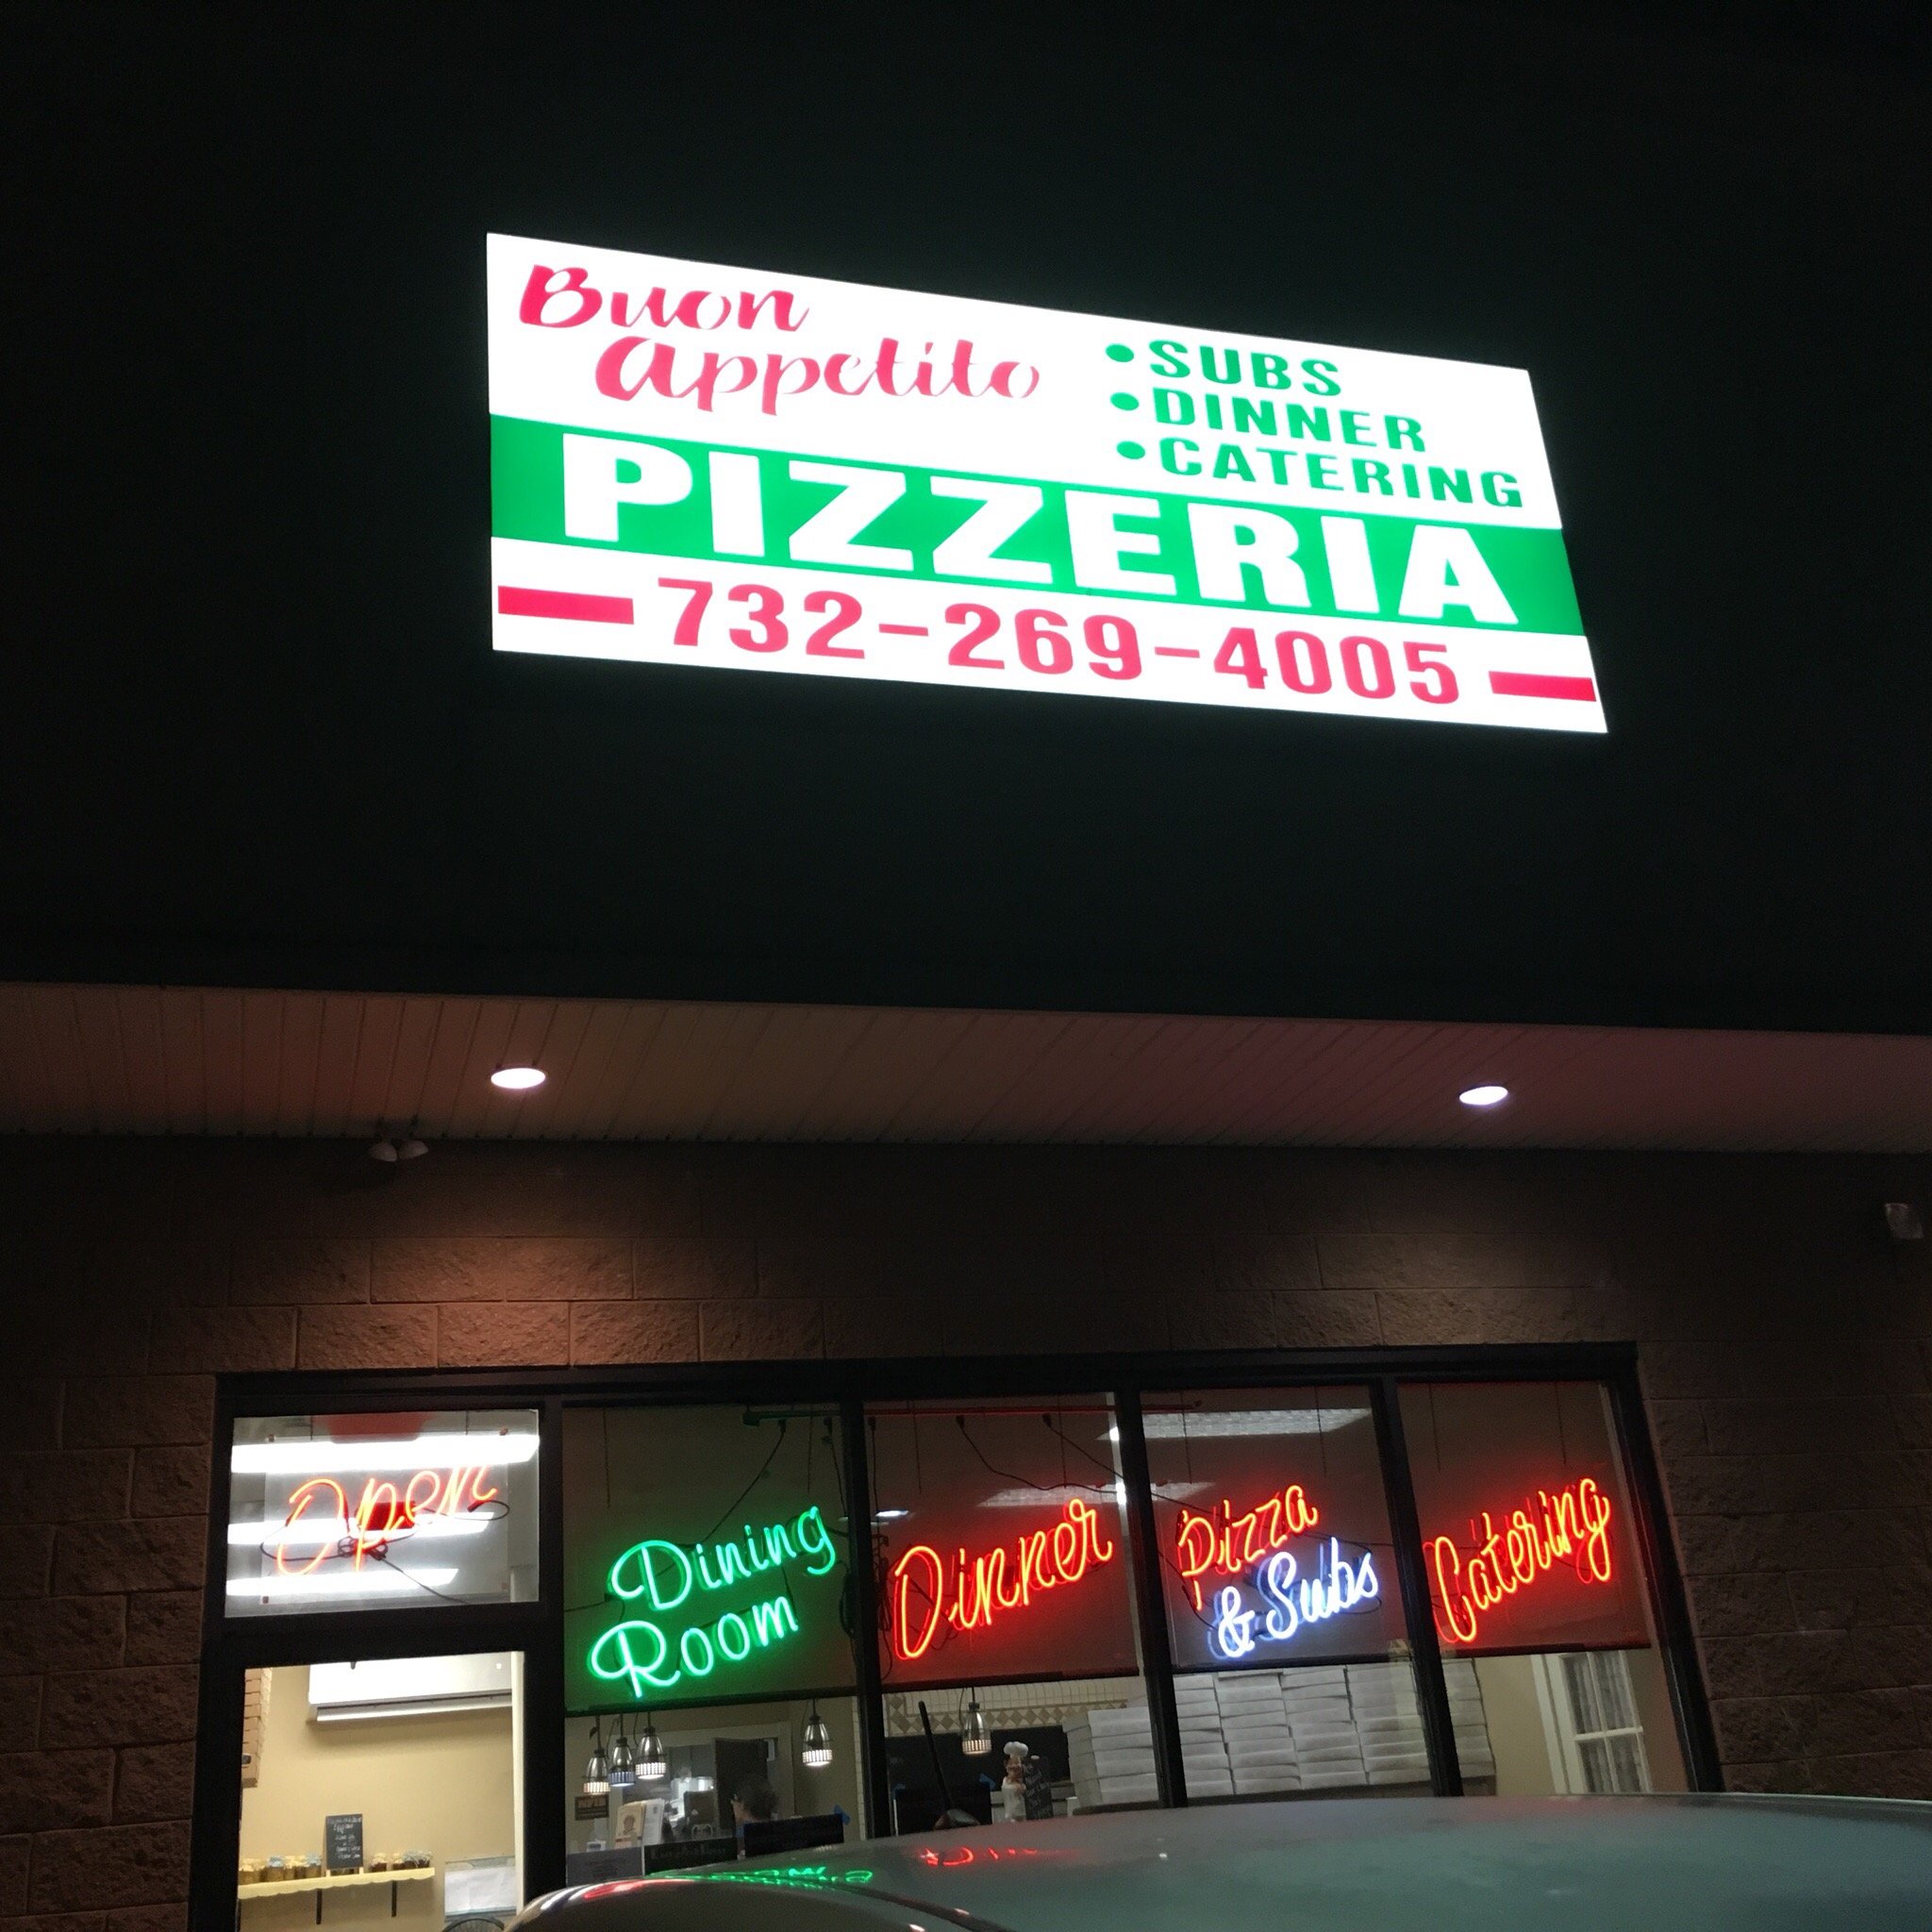 Buon
Appetito
• SUBS
• DINNER
• CATERING
PIZZERIA
732-269-4005
Open
Dining
Room
Dinner
Pizza
& Subs
Catering